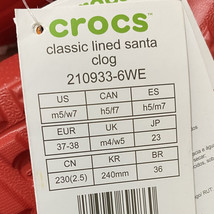 crocs
classic lined santa
clog
210933-6WE
US CAN ES
m5/w7 h5/f7 h5/m7
EUR UK JP
37-38 m4/w5 23
CN KR BR
230(2.5) 240mm 36